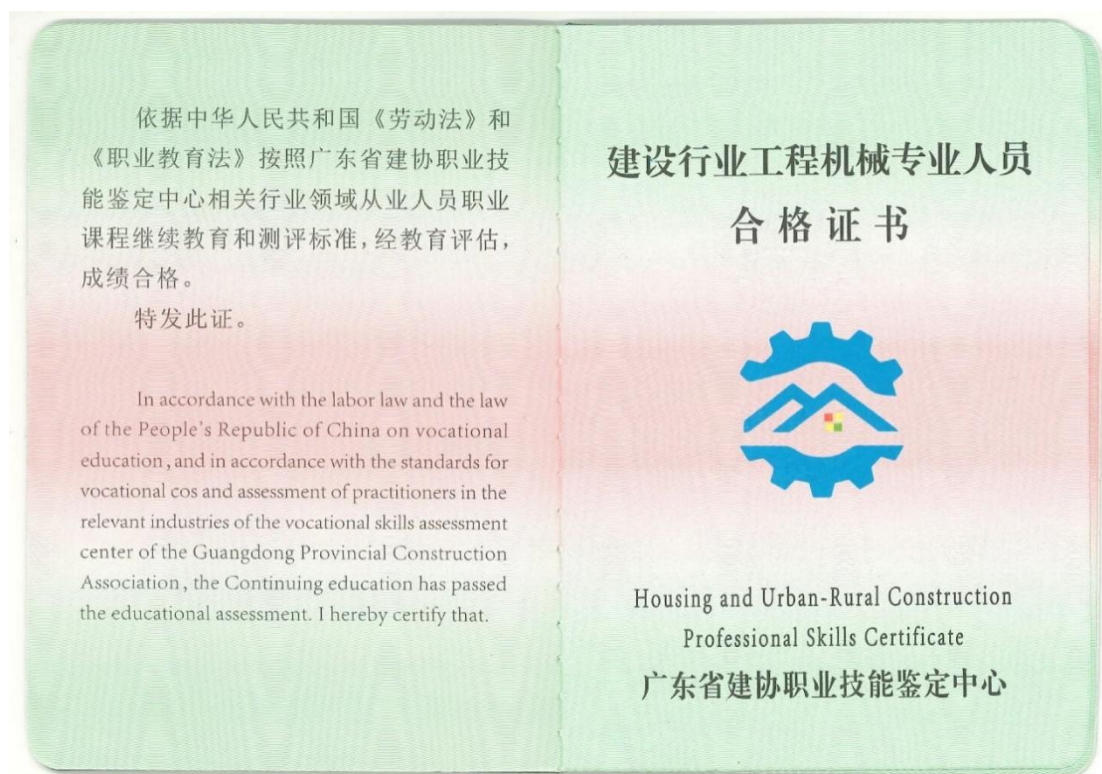 依据中华人民共和国《劳动法》和
《职业教育法》按照广东省建协职业技
能鉴定中心相关行业领域从业人员职业
课程继续教育和测评标准,经教育评估,
成绩合格。
特发此证。
In accordance with the labor law and the law
of the People's Republic of China on vocational
education, and in accordance with the standards for
vocational cos and assessment of practitioners in the
relevant industries of the vocational skills assessment
center of the Guangdong Provincial Construction
Association, the Continuing education has passed
the educational assessment. I hereby certify that.
建设行业工程机械专业人员
合格证书
Housing and Urban-Rural Construction
Professional Skills Certificate
广东省建协职业技能鉴定中心